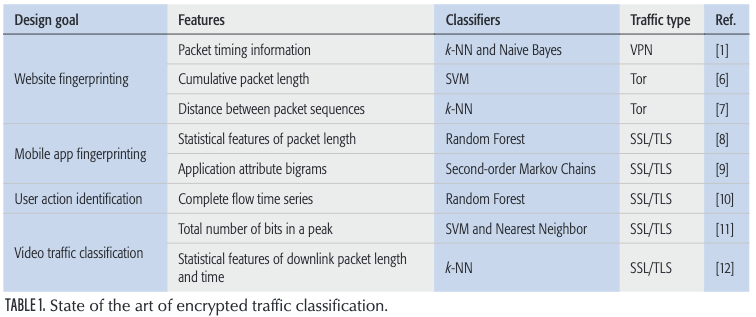 Design goal Features Classifiers Traffic type Ref.
Website fingerprinting
Packet timing information k-NN and Naive Bayes VPN [1]
Cumulative packet length SVM Tor [6]
Distance between packet sequences k-NN Tor [7]
Mobile app fingerprinting
Statistical features of packet length Random Forest SSL/TLS [8]
Application attribute bigrams Second-order Markov Chains SSL/TLS [9]
User action identification Complete flow time series Random Forest SSL/TLS [10]
Video traffic classification
Total number of bits in a peak SVM and Nearest Neighbor SSL/TLS [11]
Statistical features of downlink packet length
and time
k-NN SSL/TLS [12]
TABLE 1. State of the art of encrypted traffic classification.